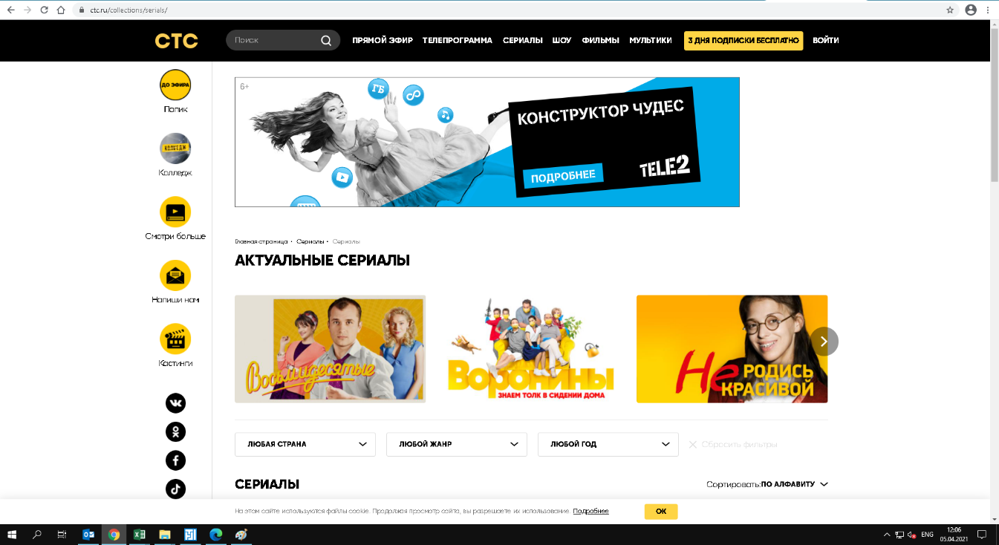 ctc.ru/collections/serials/
СТС
Поиск
ПРЯМОЙ ЭФИР
ТЕЛЕПРОГРАММА
СЕРИАЛЫ
ШОУ
ФИЛЬМЫ
МУЛЬТИКИ
3 ДНЯ ПОДПИСКИ БЕСПЛАТНО
ВОЙТИ
ДО ЭФИРА
Папик
КОЛЛЕДЖ
Колледж
Смотри больше
Напиши нам
Кастинги
6+
ГБ
КОНСТРУКТОР ЧУДЕС
ПОДРОБНЕЕ
TELE2
Главная страница • Сериалы • Сериалы
АКТУАЛЬНЫЕ СЕРИАЛЫ
Восьмидесятые
Воронины
ЗНАЕМ ТОЛК В СИДЕНИИ ДОМА
Не РОДИСЬ
КРАСИВОЙ
ЛЮБАЯ СТРАНА
ЛЮБОЙ ЖАНР
ЛЮБОЙ ГОД
Сбросить фильтры
СЕРИАЛЫ
Сортировать:ПО АЛФАВИТУ
На этом сайте используются файлы cookie. Продолжая просмотр сайта, вы разрешаете их использование. Подробнее
ОК
ENG
12:06
05.04.2021